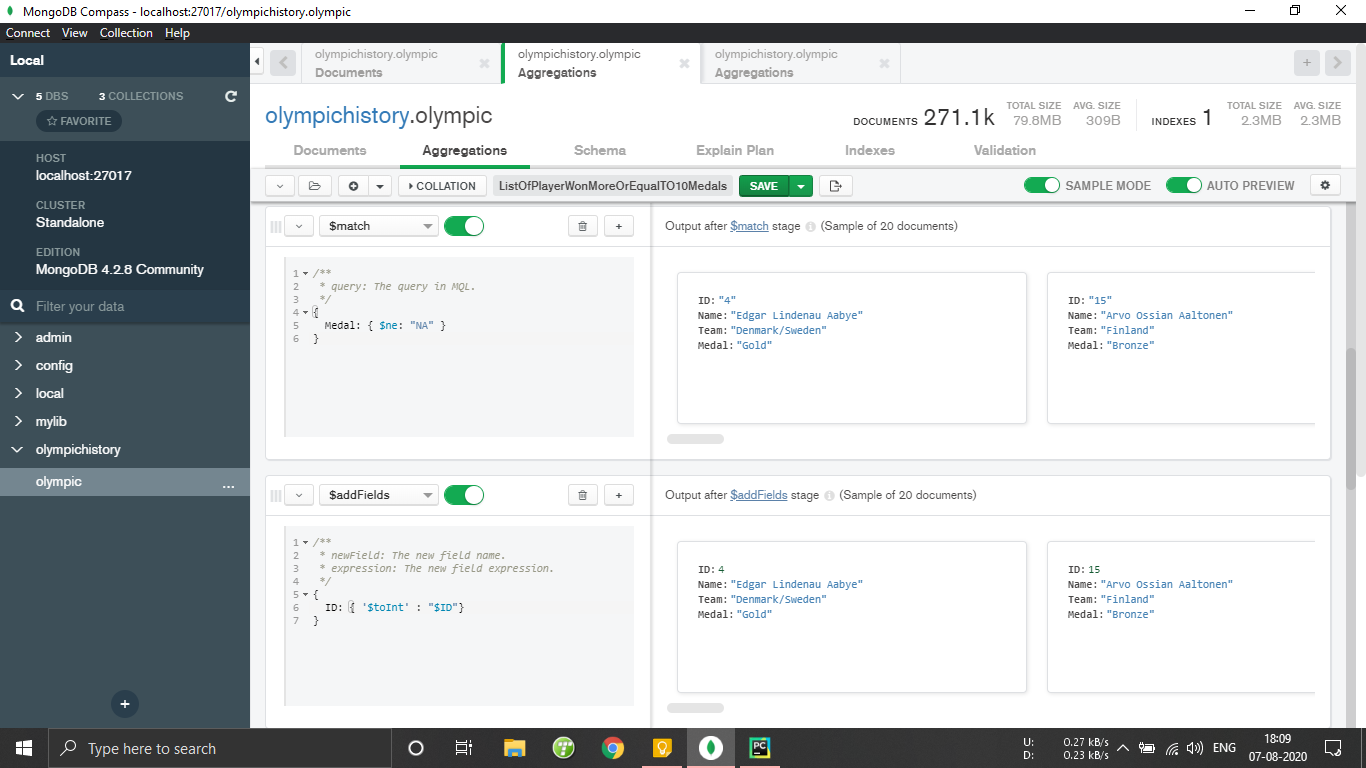 MongoDB Compass - localhost:27017/olympichistory.olympic
Connect View Collection Help
Local
5 DBS 3 COLLECTIONS
FAVORITE
HOST
localhost:27017
CLUSTER
Standalone
EDITION
MongoDB 4.2.8 Community
Filter your data
admin
config
local
mylib
olympichistory
olympic ...
olympichistory.olympic
Documents
olympichistory.olympic
Aggregations
olympichistory.olympic
Aggregations
olympichistory.olympic
DOCUMENTS 271.1k
TOTAL SIZE
79.8MB
AVG. SIZE
309B
INDEXES 1
TOTAL SIZE
2.3MB
AVG. SIZE
2.3MB
Documents Aggregations Schema Explain Plan Indexes Validation
COLLATION ListOfPlayerWonMoreOrEqualTO10Medals SAVE SAMPLE MODE AUTO PREVIEW
$match
Output after $match stage (Sample of 20 documents)
1 /**
2 * query: The query in MQL.
3 */
4 {
5 Medal: { $ne: "NA" }
6 }
ID: "4"
Name: "Edgar Lindenau Aabye"
Team: "Denmark/Sweden"
Medal: "Gold"
ID: "15"
Name: "Arvo Ossian Aaltonen"
Team: "Finland"
Medal: "Bronze"
$addFields
Output after $addFields stage (Sample of 20 documents)
1 /**
2 * newField: The new field name.
3 * expression: The new field expression.
4 */
5 {
6 ID: { '$toInt' : "$ID"}
7 }
ID: 4
Name: "Edgar Lindenau Aabye"
Team: "Denmark/Sweden"
Medal: "Gold"
ID: 15
Name: "Arvo Ossian Aaltonen"
Team: "Finland"
Medal: "Bronze"
Type here to search
PC
U: 0.27 kB/s
D: 0.23 kB/s
ENG
18:09
07-08-2020